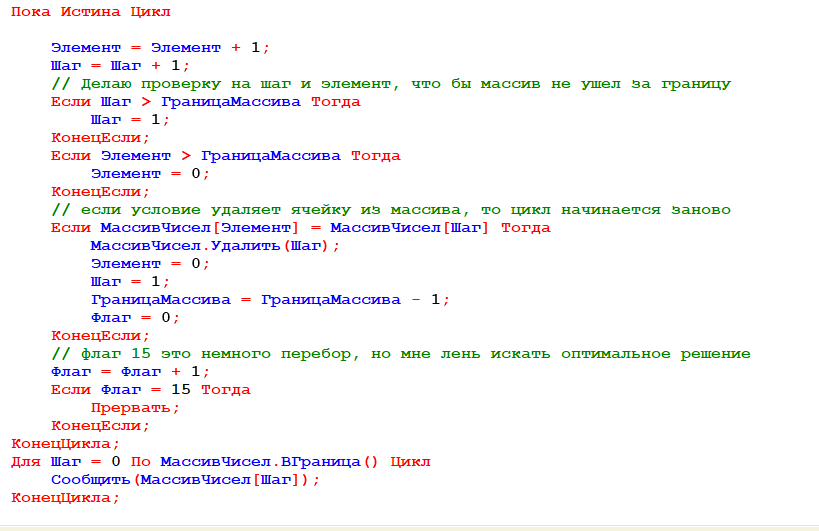 Пока Истина Цикл
Элемент = Элемент + 1;
Шаг = Шаг + 1;
// Делаю проверку на шаг и элемент, что бы массив не ушел за границу
Если Шаг > ГраницаМассива Тогда
Шаг = 1;
КонецЕсли;
Если Элемент > ГраницаМассива Тогда
Элемент = 0;
КонецЕсли;
// если условие удаляет ячейку из массива, то цикл начинается заново
Если МассивЧисел[Элемент] = МассивЧисел[Шаг] Тогда
МассивЧисел.Удалить(Шаг);
Элемент = 0;
Шаг = 1;
ГраницаМассива = ГраницаМассива - 1;
Флаг = 0;
КонецЕсли;
// флаг 15 это немного перебор, но мне лень искать оптимальное решение
Флаг = Флаг + 1;
Если Флаг = 15 Тогда
Прервать;
КонецЕсли;
КонецЦикла;
Для Шаг = 0 По МассивЧисел.ВГраница() Цикл
Сообщить(МассивЧисел[Шаг]);
КонецЦикла;